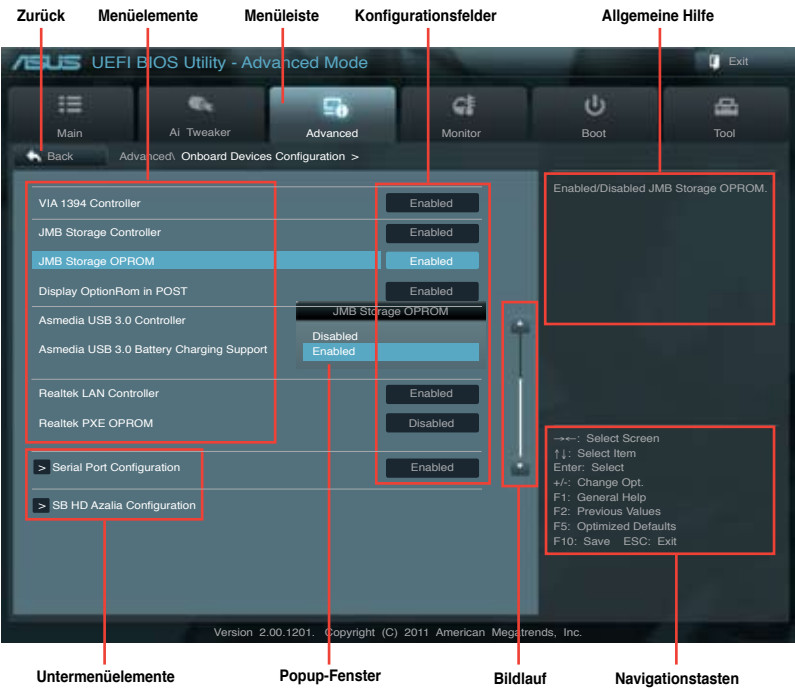 Zurück Menüelemente Menüleiste Konfigurationsfelder Allgemeine Hilfe
ASUS UEFI BIOS Utility - Advanced Mode Exit
Main Ai Tweaker Advanced Monitor Boot Tool
Back Advanced\ Onboard Devices Configuration >
Enabled/Disabled JMB Storage OPROM.
VIA 1394 Controller Enabled
JMB Storage Controller Enabled
JMB Storage OPROM Enabled
Display OptionRom in POST Enabled
Asmedia USB 3.0 Controller
Asmedia USB 3.0 Battery Charging Support
JMB Storage OPROM
Disabled
Enabled
Realtek LAN Controller Enabled
Realtek PXE OPROM Disabled
> Serial Port Configuration Enabled
> SB HD Azalia Configuration
→←: Select Screen
↑↓: Select Item
Enter: Select
+/-: Change Opt.
F1: General Help
F2: Previous Values
F5: Optimized Defaults
F10: Save ESC: Exit
Version 2.00.1201. Copyright (C) 2011 American Megatrends, Inc.
Untermenüelemente Popup-Fenster Bildlauf Navigationstasten